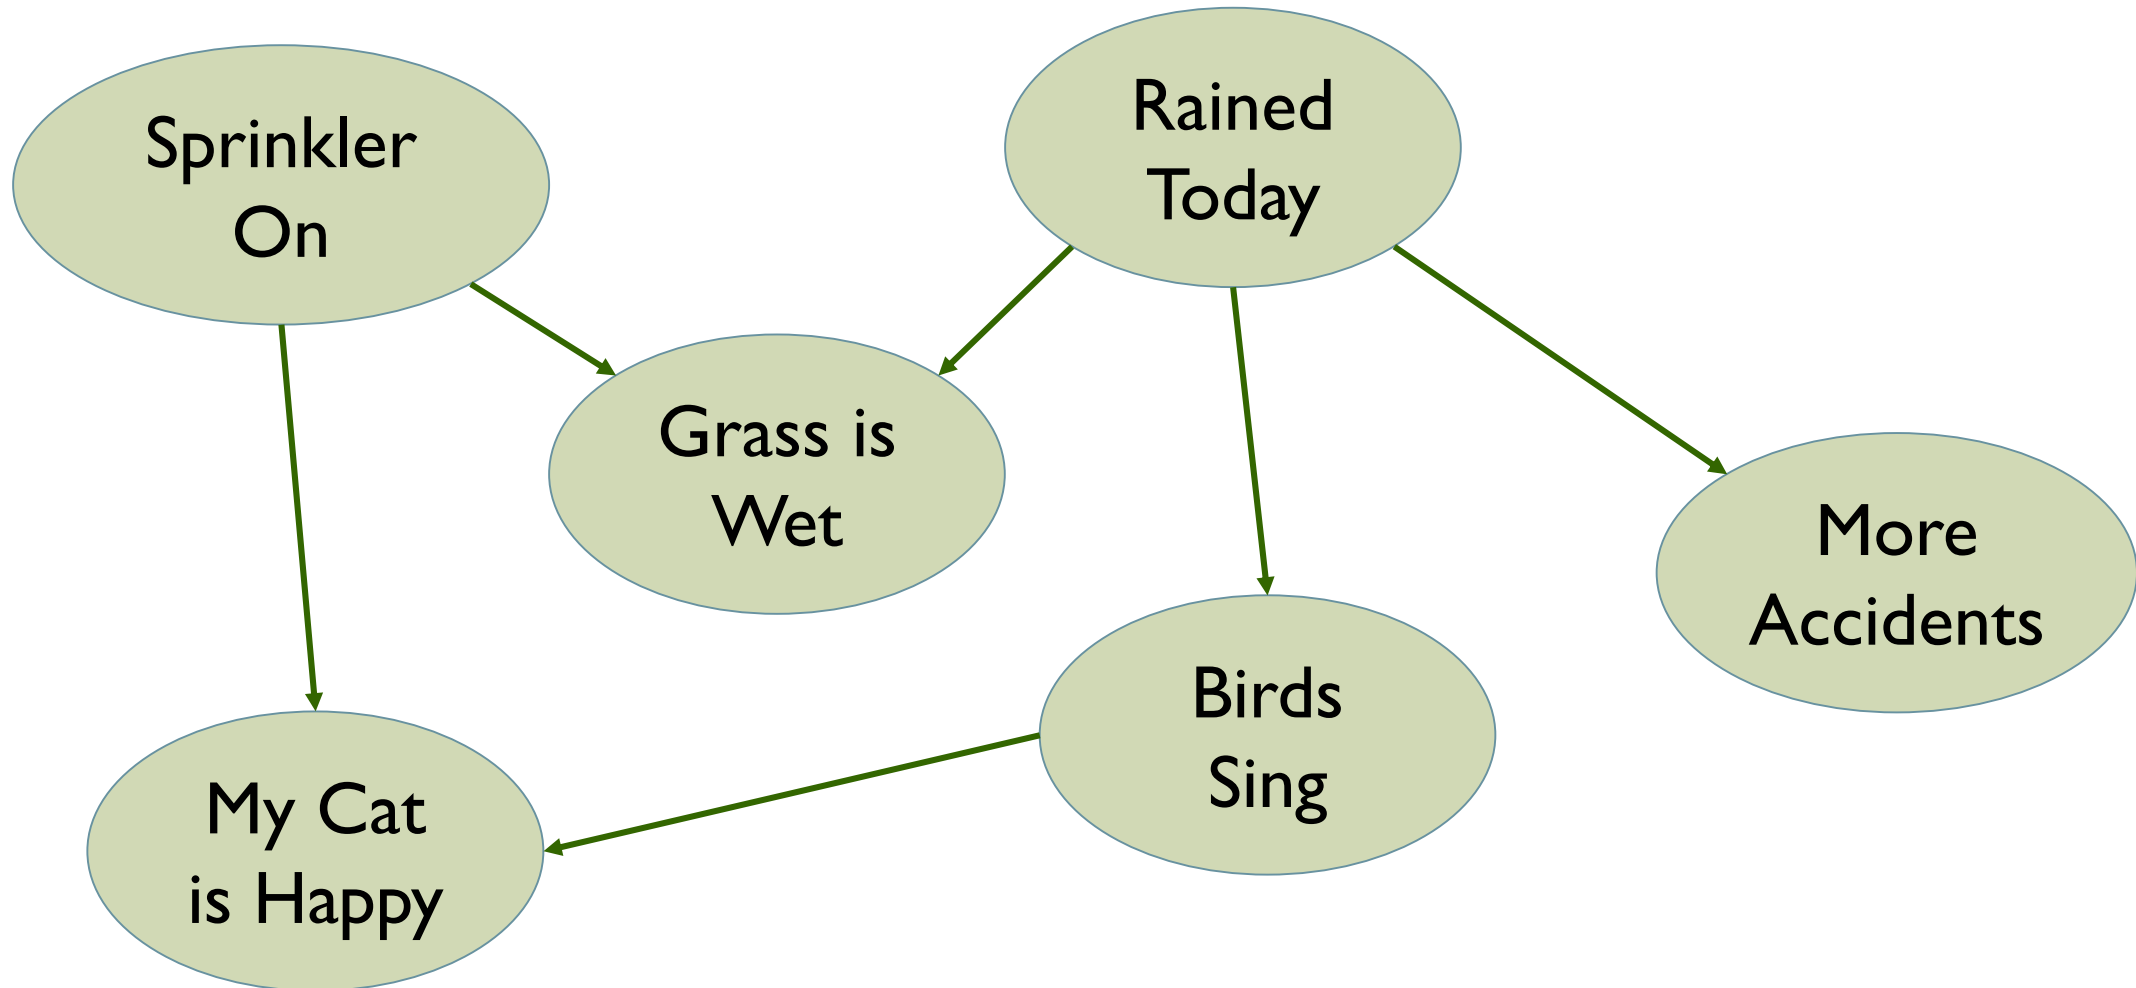 Sprinkler
On
Rained
Today
Grass is
Wet
More
Accidents
Birds
Sing
My Cat
is Happy